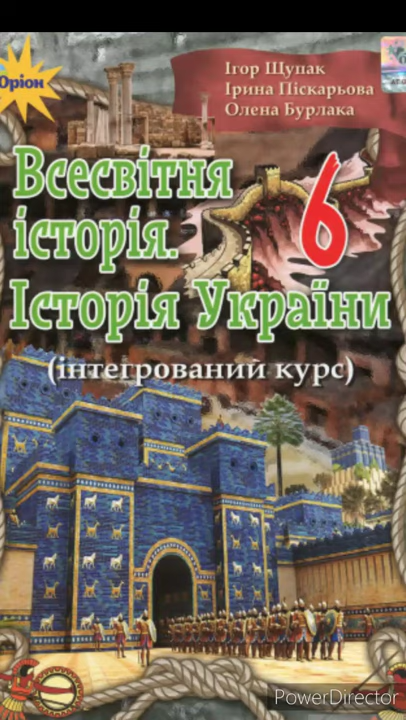 Оріон
Ігор Щупак
Ірина Піскарьова
Олена Бурлака
Всесвітня
історія.
6
Історія України
(інтегрований курс)
PowerDirector